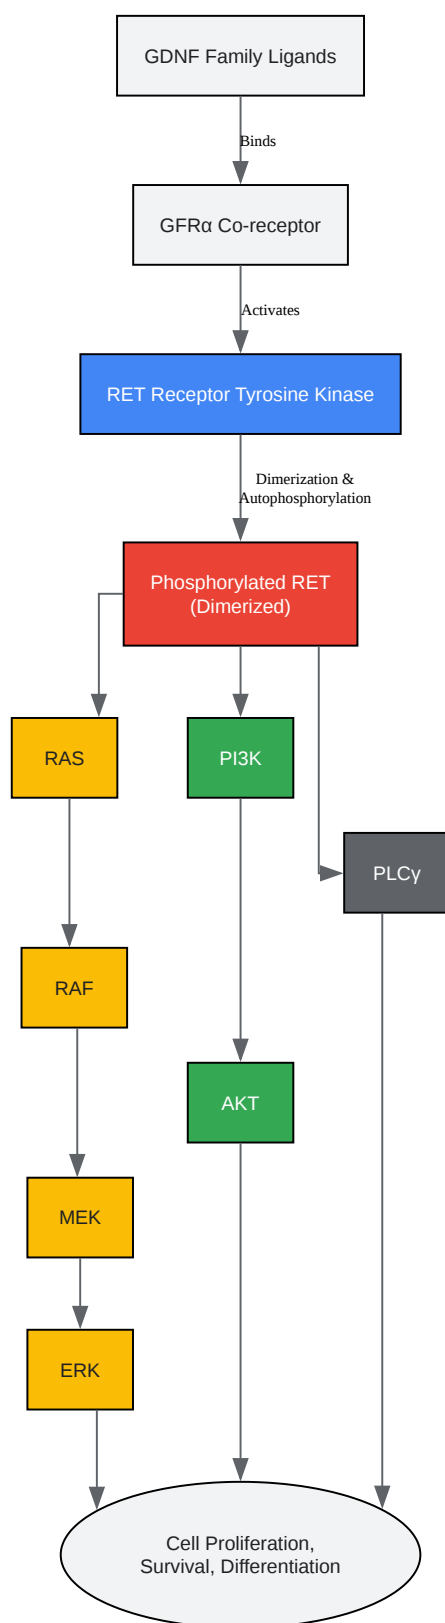 GDNF Family Ligands
Binds
GFRα Co-receptor
Activates
RET Receptor Tyrosine Kinase
Dimerization &
Autophosphorylation
Phosphorylated RET
(Dimerized)
RAS
PI3K
PLCγ
RAF
AKT
MEK
ERK
Cell Proliferation,
Survival, Differentiation